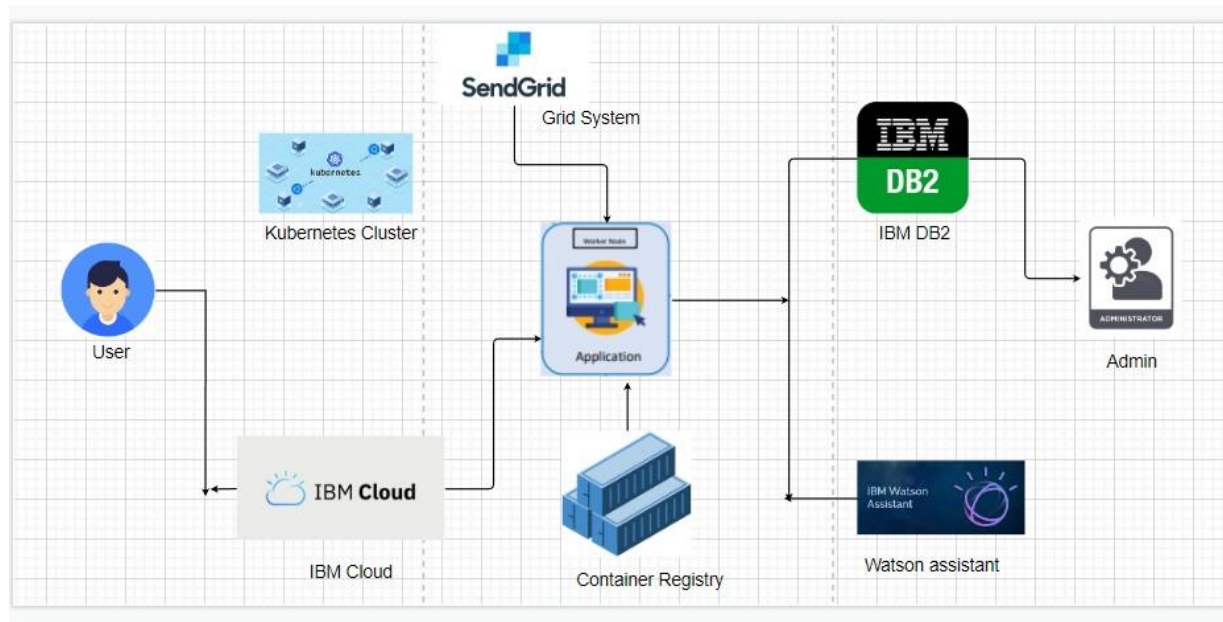 SendGrid
Grid System
kubernetes
Kubernetes Cluster
IBM
DB2
IBM DB2
Worker Node
Application
User
ADMINISTRATOR
Admin
IBM Cloud
IBM Cloud
Container Registry
IBM Watson
Assistant
Watson assistant